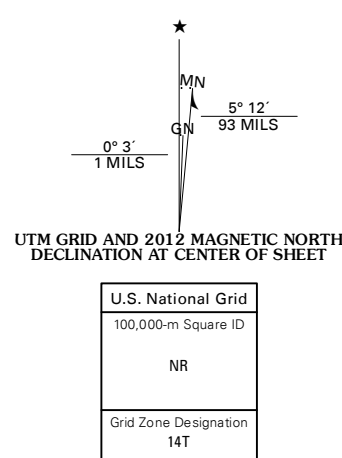 ★
MN
5° 12´
93 MILS
GN
0° 3´
1 MILS
UTM GRID AND 2012 MAGNETIC NORTH
DECLINATION AT CENTER OF SHEET
U.S. National Grid
100,000-m Square ID
NR
Grid Zone Designation
14T